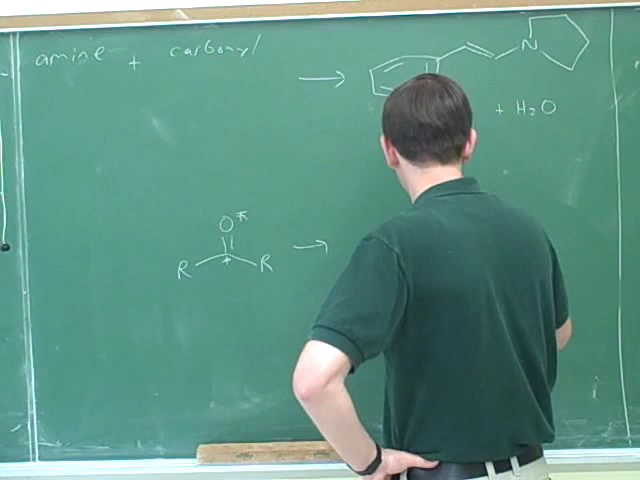 amine + carbonyl
→
N
+ H₂O
O
R + R →